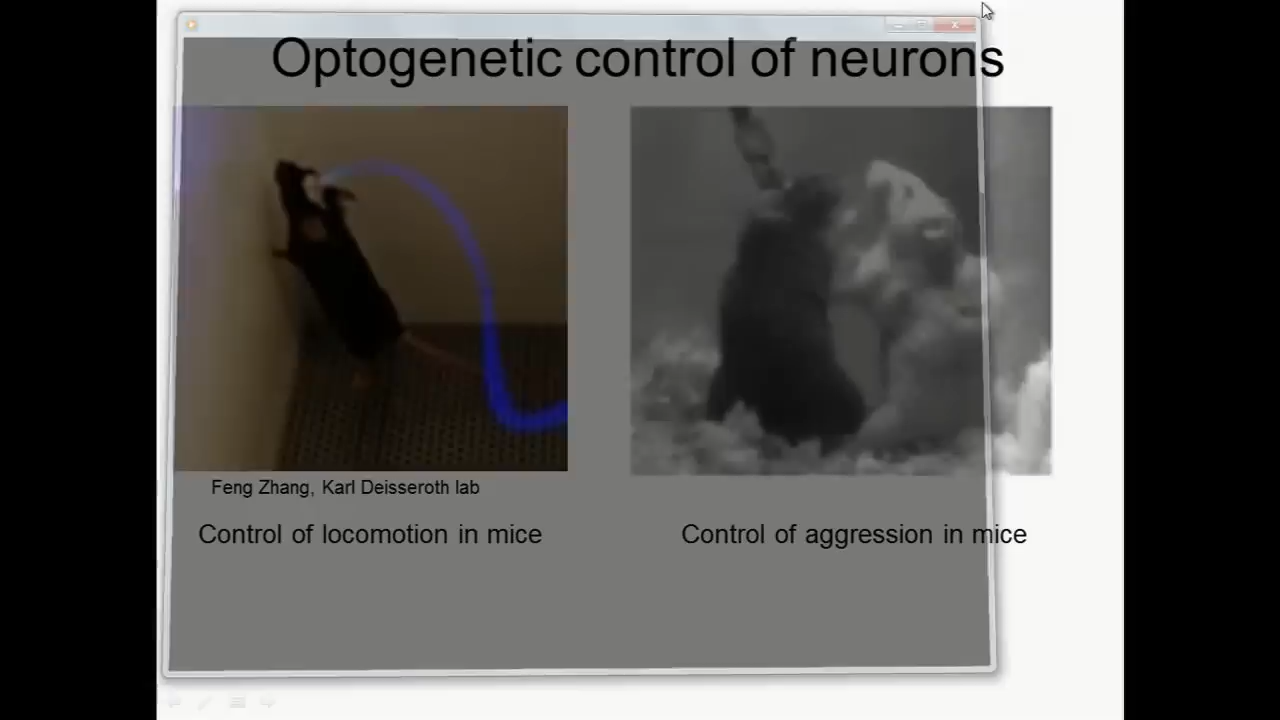 Optogenetic control of neurons
Feng Zhang, Karl Deisseroth lab
Control of locomotion in mice
Control of aggression in mice